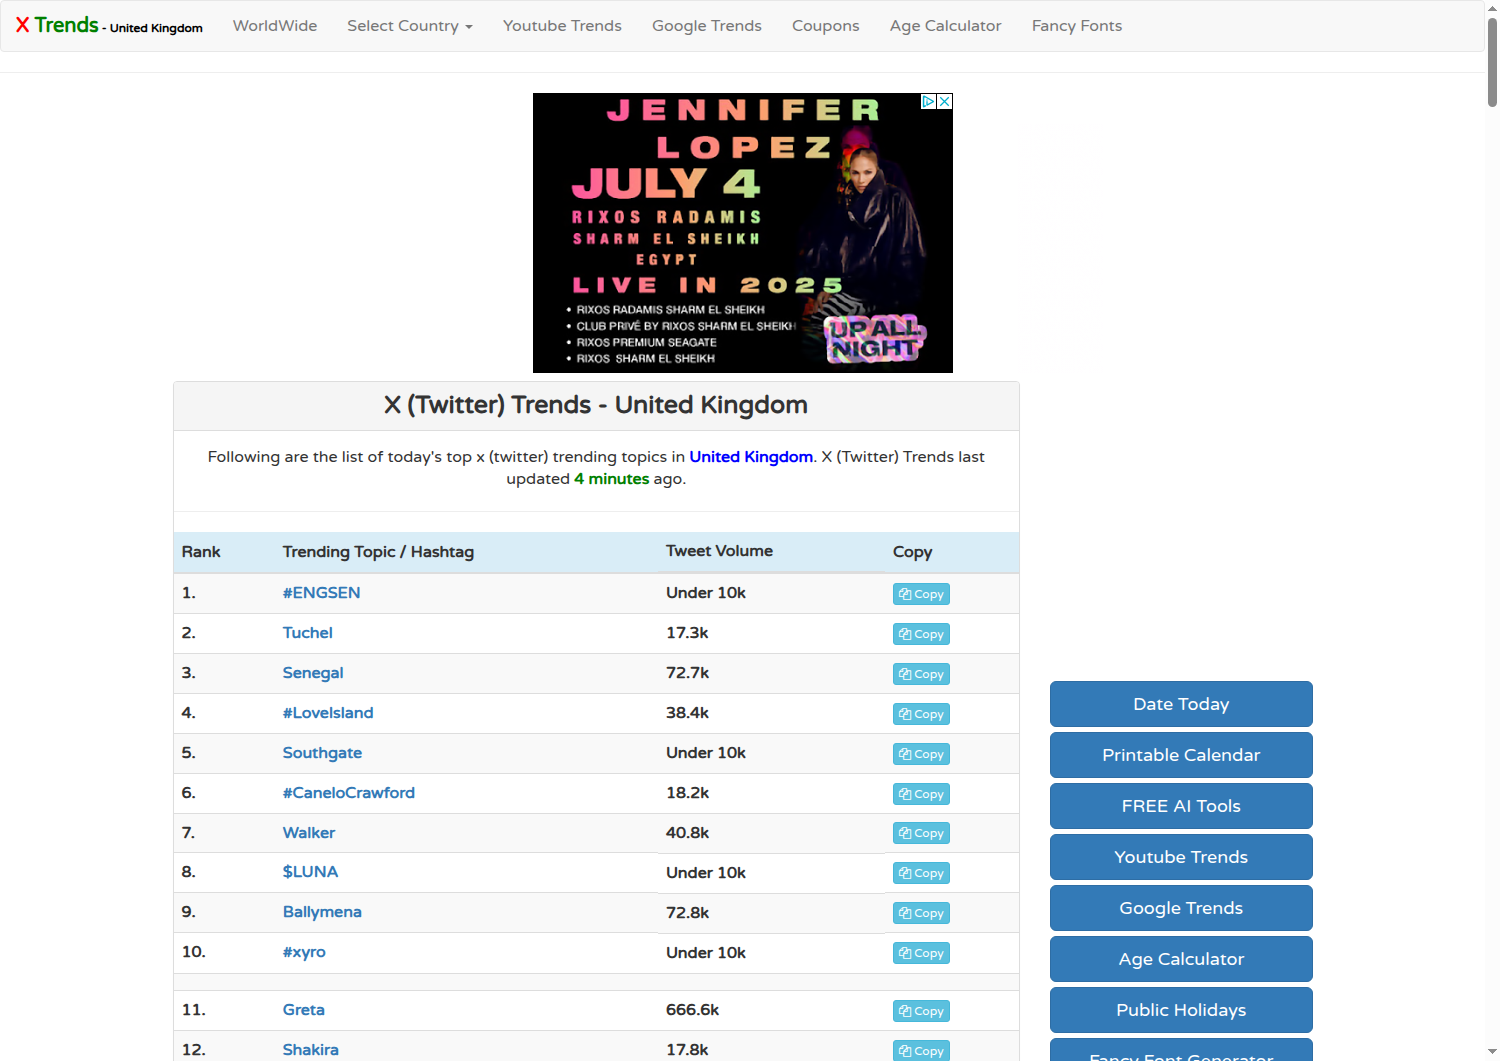 X Trends - United Kingdom WorldWide Select Country Youtube Trends Google Trends Coupons Age Calculator Fancy Fonts
JENNIFER
LOPEZ
JULY 4
RIXOS RADAMIS
SHARM EL SHEIKH
EGYPT
LIVE IN 2025
• RIXOS RADAMIS SHARM EL SHEIKH
• CLUB PRIVÉ BY RIXOS SHARM EL SHEIKH
• RIXOS PREMIUM SEAGATE
• RIXOS SHARM EL SHEIKH
UP ALL
NIGHT
X (Twitter) Trends - United Kingdom
Following are the list of today's top x (twitter) trending topics in United Kingdom. X (Twitter) Trends last
updated 4 minutes ago.
Rank Trending Topic / Hashtag Tweet Volume Copy
1. #ENGSEN Under 10k Copy
2. Tuchel 17.3k Copy
3. Senegal 72.7k Copy
4. #LoveIsland 38.4k Copy
5. Southgate Under 10k Copy
6. #CaneloCrawford 18.2k Copy
7. Walker 40.8k Copy
8. $LUNA Under 10k Copy
9. Ballymena 72.8k Copy
10. #xyro Under 10k Copy
11. Greta 666.6k Copy
12. Shakira 17.8k Copy
Date Today
Printable Calendar
FREE AI Tools
Youtube Trends
Google Trends
Age Calculator
Public Holidays
Fancy Font Generator